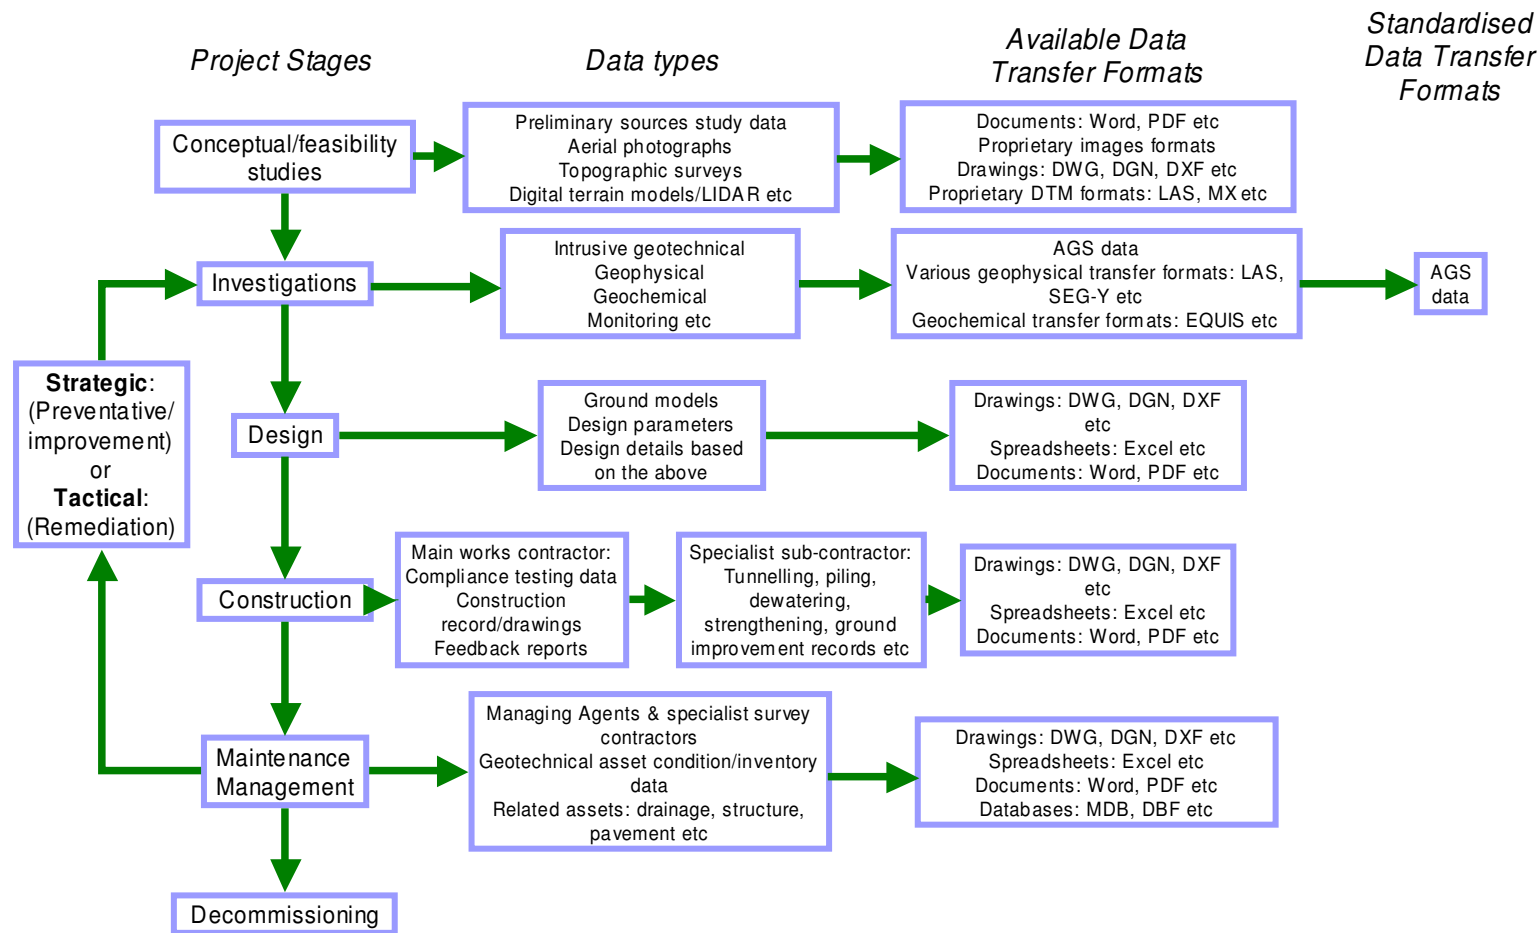 Project Stages
Data types
Available Data
Transfer Formats
Standardised
Data Transfer
Formats
Conceptual/feasibility
studies
Preliminary sources study data
Aerial photographs
Topographic surveys
Digital terrain models/LIDAR etc
Documents: Word, PDF etc
Proprietary images formats
Drawings: DWG, DGN, DXF etc
Proprietary DTM formats: LAS, MX etc
Investigations
Intrusive geotechnical
Geophysical
Geochemical
Monitoring etc
AGS data
Various geophysical transfer formats: LAS,
SEG-Y etc
Geochemical transfer formats: EQUIS etc
AGS
data
Strategic:
(Preventative/
improvement)
or
Tactical:
(Remediation)
Design
Ground models
Design parameters
Design details based
on the above
Drawings: DWG, DGN, DXF
etc
Spreadsheets: Excel etc
Documents: Word, PDF etc
Construction
Main works contractor:
Compliance testing data
Construction
record/drawings
Feedback reports
Specialist sub-contractor:
Tunnelling, piling,
dewatering,
strengthening, ground
improvement records etc
Drawings: DWG, DGN, DXF
etc
Spreadsheets: Excel etc
Documents: Word, PDF etc
Maintenance
Management
Managing Agents & specialist survey
contractors
Geotechnical asset condition/inventory
data
Related assets: drainage, structure,
pavement etc
Drawings: DWG, DGN, DXF etc
Spreadsheets: Excel etc
Documents: Word, PDF etc
Databases: MDB, DBF etc
Decommissioning